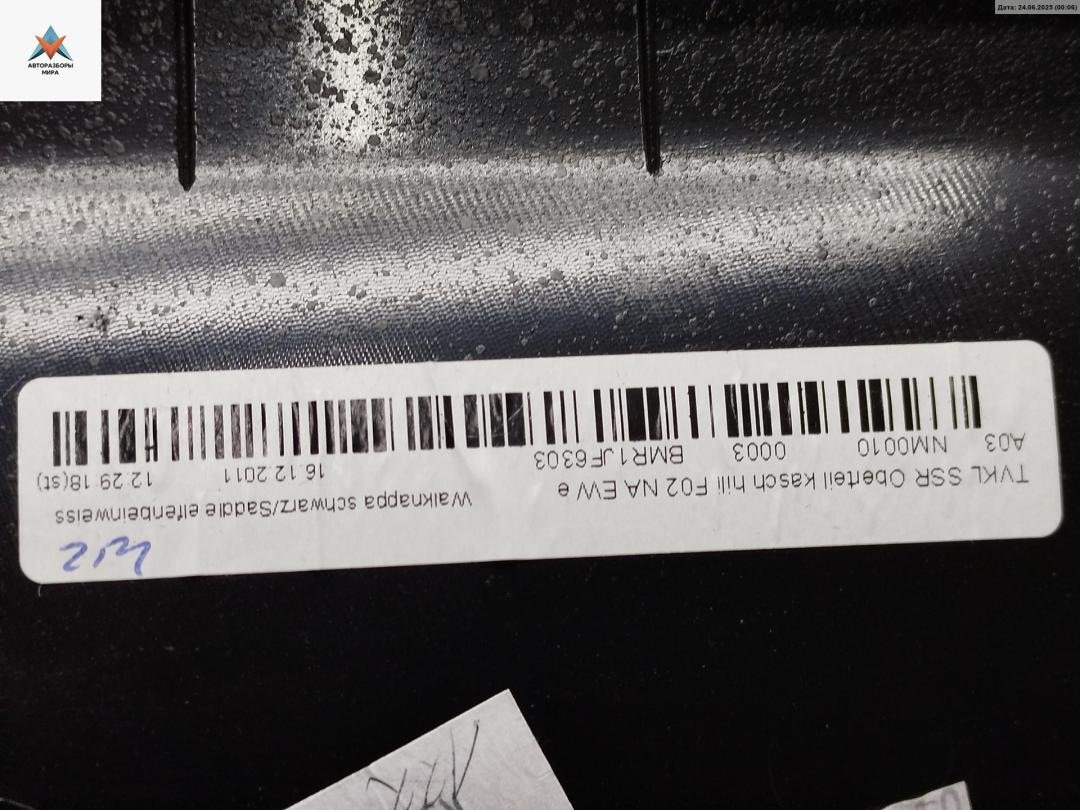 АВТОРАЗБОРЫ
МИРА
Дата: 24.06.2025 (00:06)
TVKL SSR Oberteil kasch hili F02 NA EW e
Walknappa schwarz/Saddle elfenbeinweiss
A03 NM0010 0003 BMR1JF6303 16.12.2011 12:29:18(st)